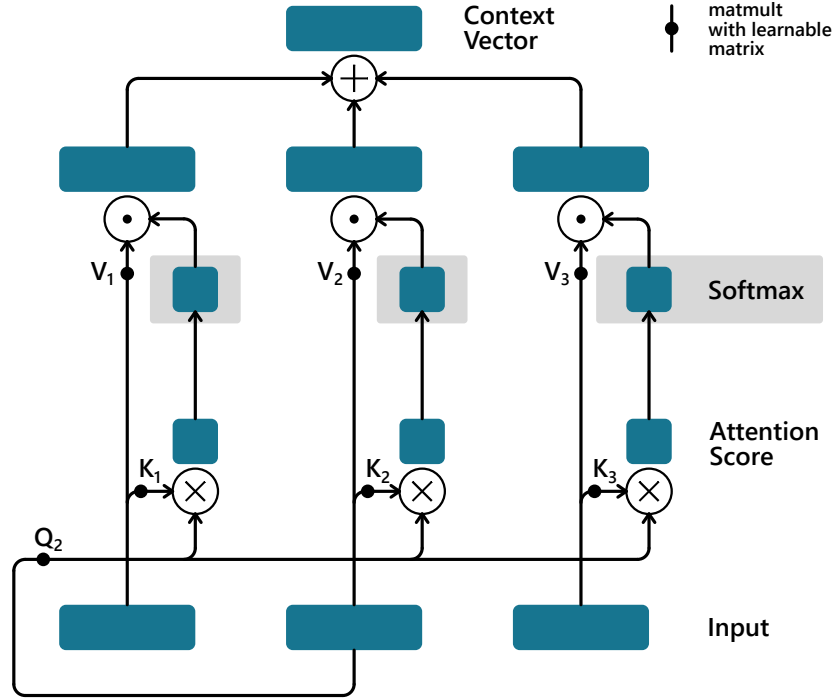 Context
Vector
matmult
with learnable
matrix
V₁
V₂
V₃
Softmax
Attention
Score
K₁
K₂
K₃
Q₂
Input